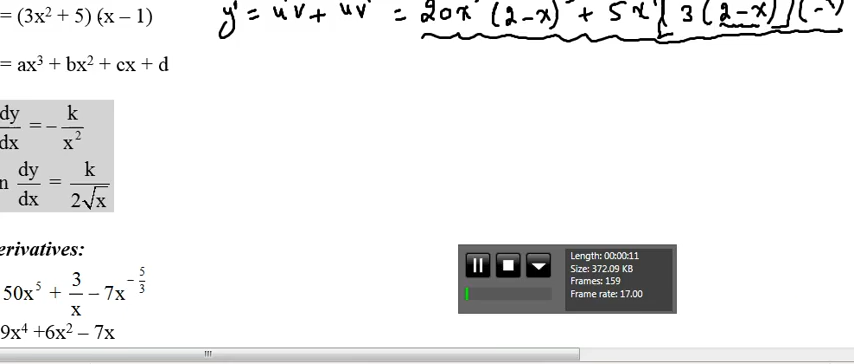 = (3x² + 5) (-x – 1)
y' = u'v + uv' = 20x (2-x) + 5x [3(2-x)](-
= ax³ + bx² + cx + d
dy/dx = – k/x²
n dy/dx = k/2√x
erivatives:
50x⁵ + 3/x – 7x^(-5/3)
9x⁴ +6x² – 7x
Length: 00:00:11
Size: 372.09 KB
Frames: 159
Frame rate: 17.00